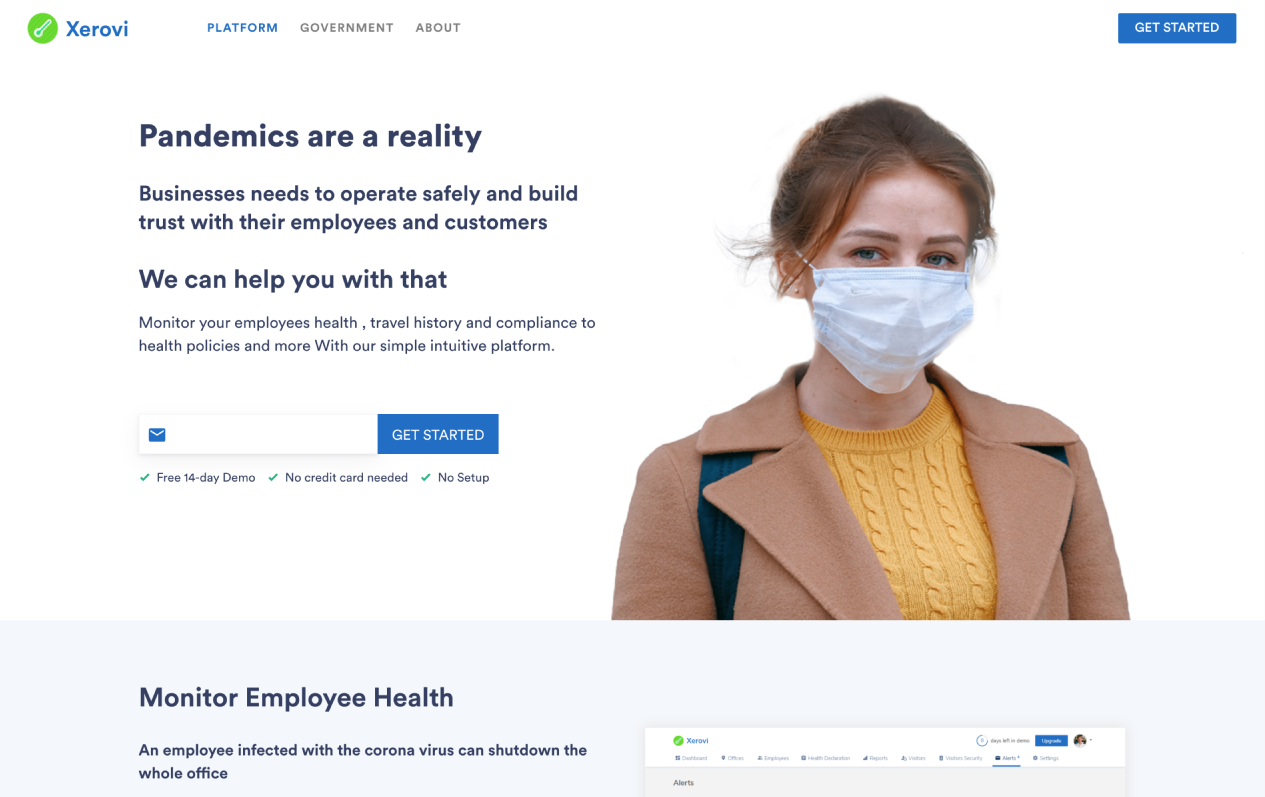 Xerovi
PLATFORM
GOVERNMENT
ABOUT
GET STARTED
Pandemics are a reality
Businesses needs to operate safely and build
trust with their employees and customers
We can help you with that
Monitor your employees health , travel history and compliance to
health policies and more With our simple intuitive platform.
GET STARTED
Free 14-day Demo
No credit card needed
No Setup
Monitor Employee Health
An employee infected with the corona virus can shutdown the
whole office
Xerovi
days left in demo
Upgrade
Dashboard
Offices
Employees
Health Declaration
Reports
Visitors
Visitors Security
Alerts
Settings
Alerts